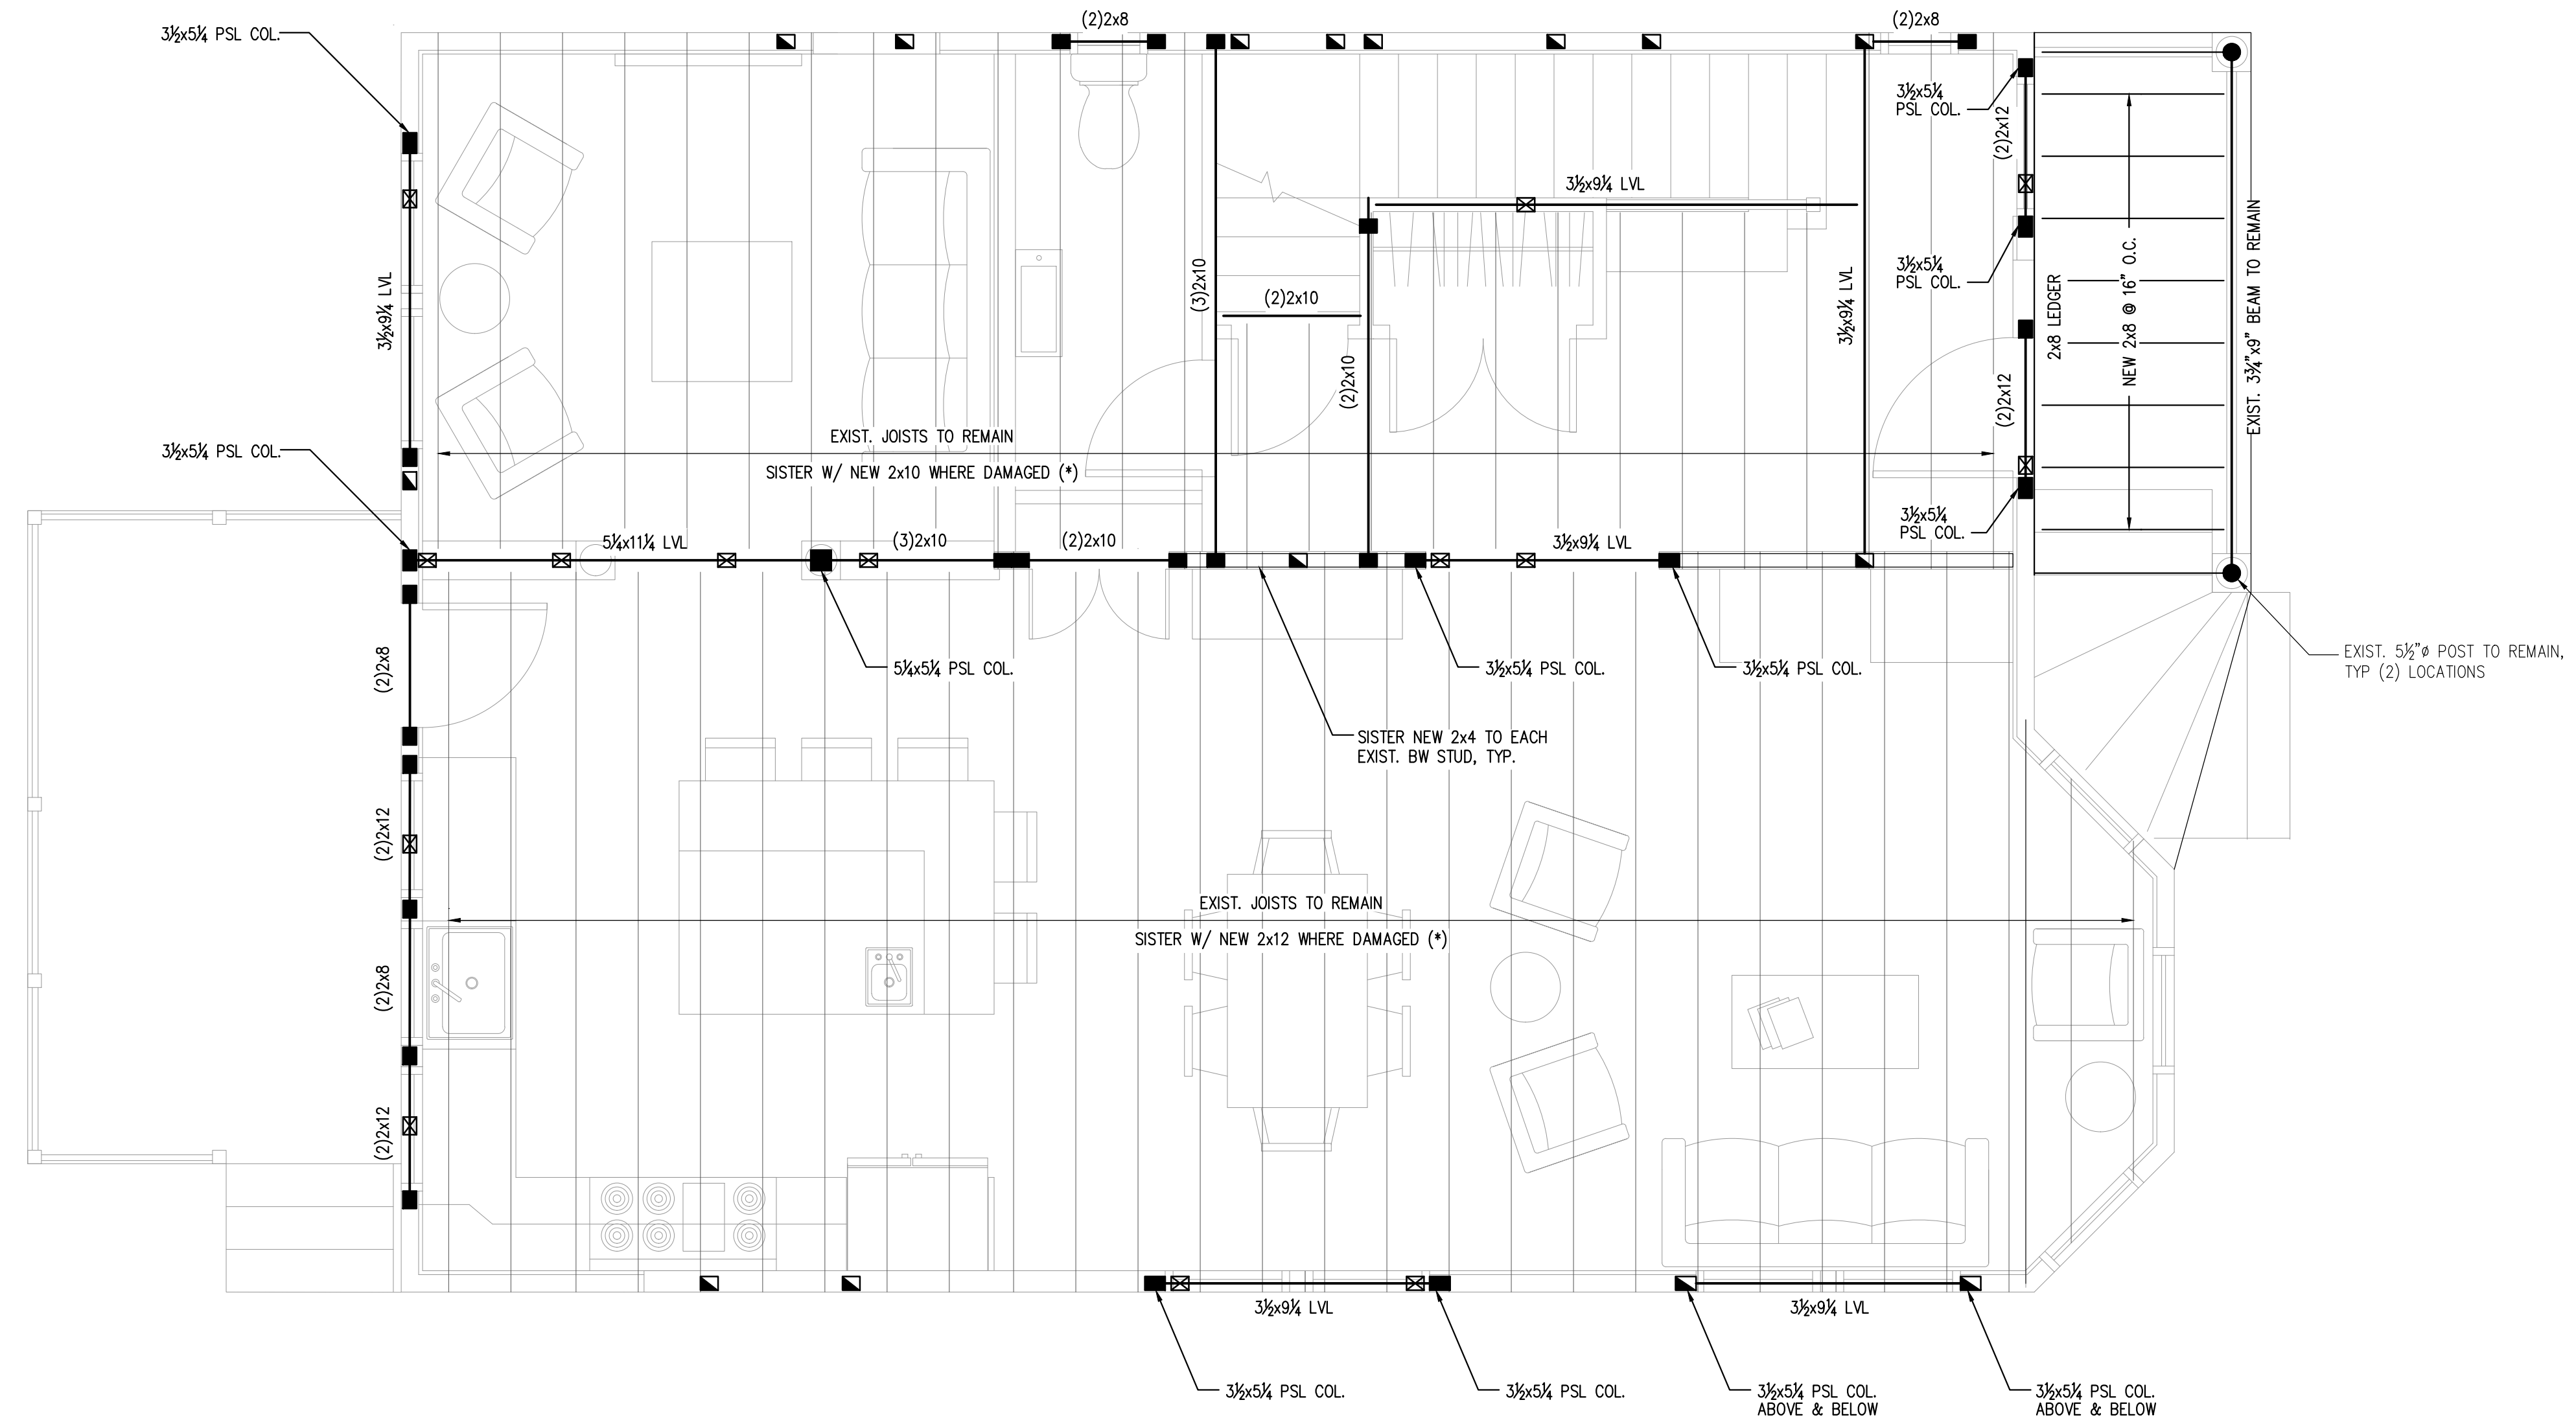 3½x5¼ PSL COL.
(2)2x8
(2)2x8
3½x5¼
PSL COL.
(2)2x12
3½x9¼ LVL
3½x9¼ LVL
(3)2x10
(2)2x10
3½x9¼ LVL
3½x5¼
PSL COL.
2x8 LEDGER
NEW 2x8 @ 16" O.C.
EXIST. 3¾"x9" BEAM TO REMAIN
(2)2x10
(2)2x12
3½x5¼ PSL COL.
EXIST. JOISTS TO REMAIN
SISTER W/ NEW 2x10 WHERE DAMAGED (*)
3½x5¼
PSL COL.
5¼x11¼ LVL
(3)2x10
(2)2x10
3½x9¼ LVL
(2)2x8
5¼x5¼ PSL COL.
3½x5¼ PSL COL.
3½x5¼ PSL COL.
EXIST. 5½"ø POST TO REMAIN,
TYP (2) LOCATIONS
SISTER NEW 2x4 TO EACH
EXIST. BW STUD, TYP.
(2)2x12
EXIST. JOISTS TO REMAIN
SISTER W/ NEW 2x12 WHERE DAMAGED (*)
(2)2x8
(2)2x12
3½x9¼ LVL
3½x9¼ LVL
3½x5¼ PSL COL.
3½x5¼ PSL COL.
3½x5¼ PSL COL.
ABOVE & BELOW
3½x5¼ PSL COL.
ABOVE & BELOW